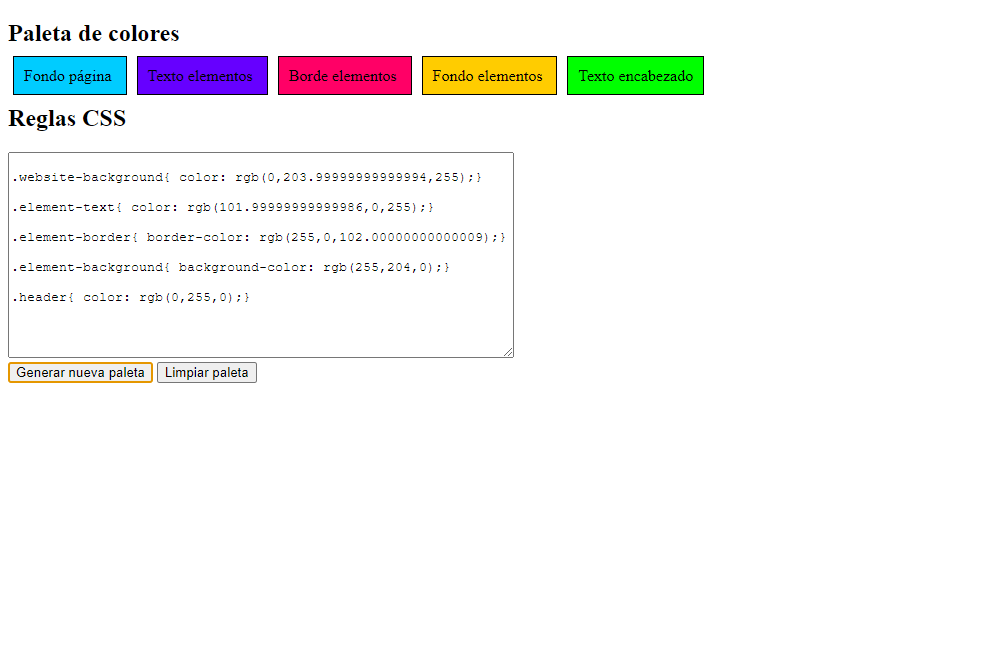 Paleta de colores
Fondo página Texto elementos Borde elementos Fondo elementos Texto encabezado
Reglas CSS
.website-background{ color: rgb(0,203.99999999999994,255);}
.element-text{ color: rgb(101.99999999999986,0,255);}
.element-border{ border-color: rgb(255,0,102.00000000000009);}
.element-background{ background-color: rgb(255,204,0);}
.header{ color: rgb(0,255,0);}
Generar nueva paleta Limpiar paleta